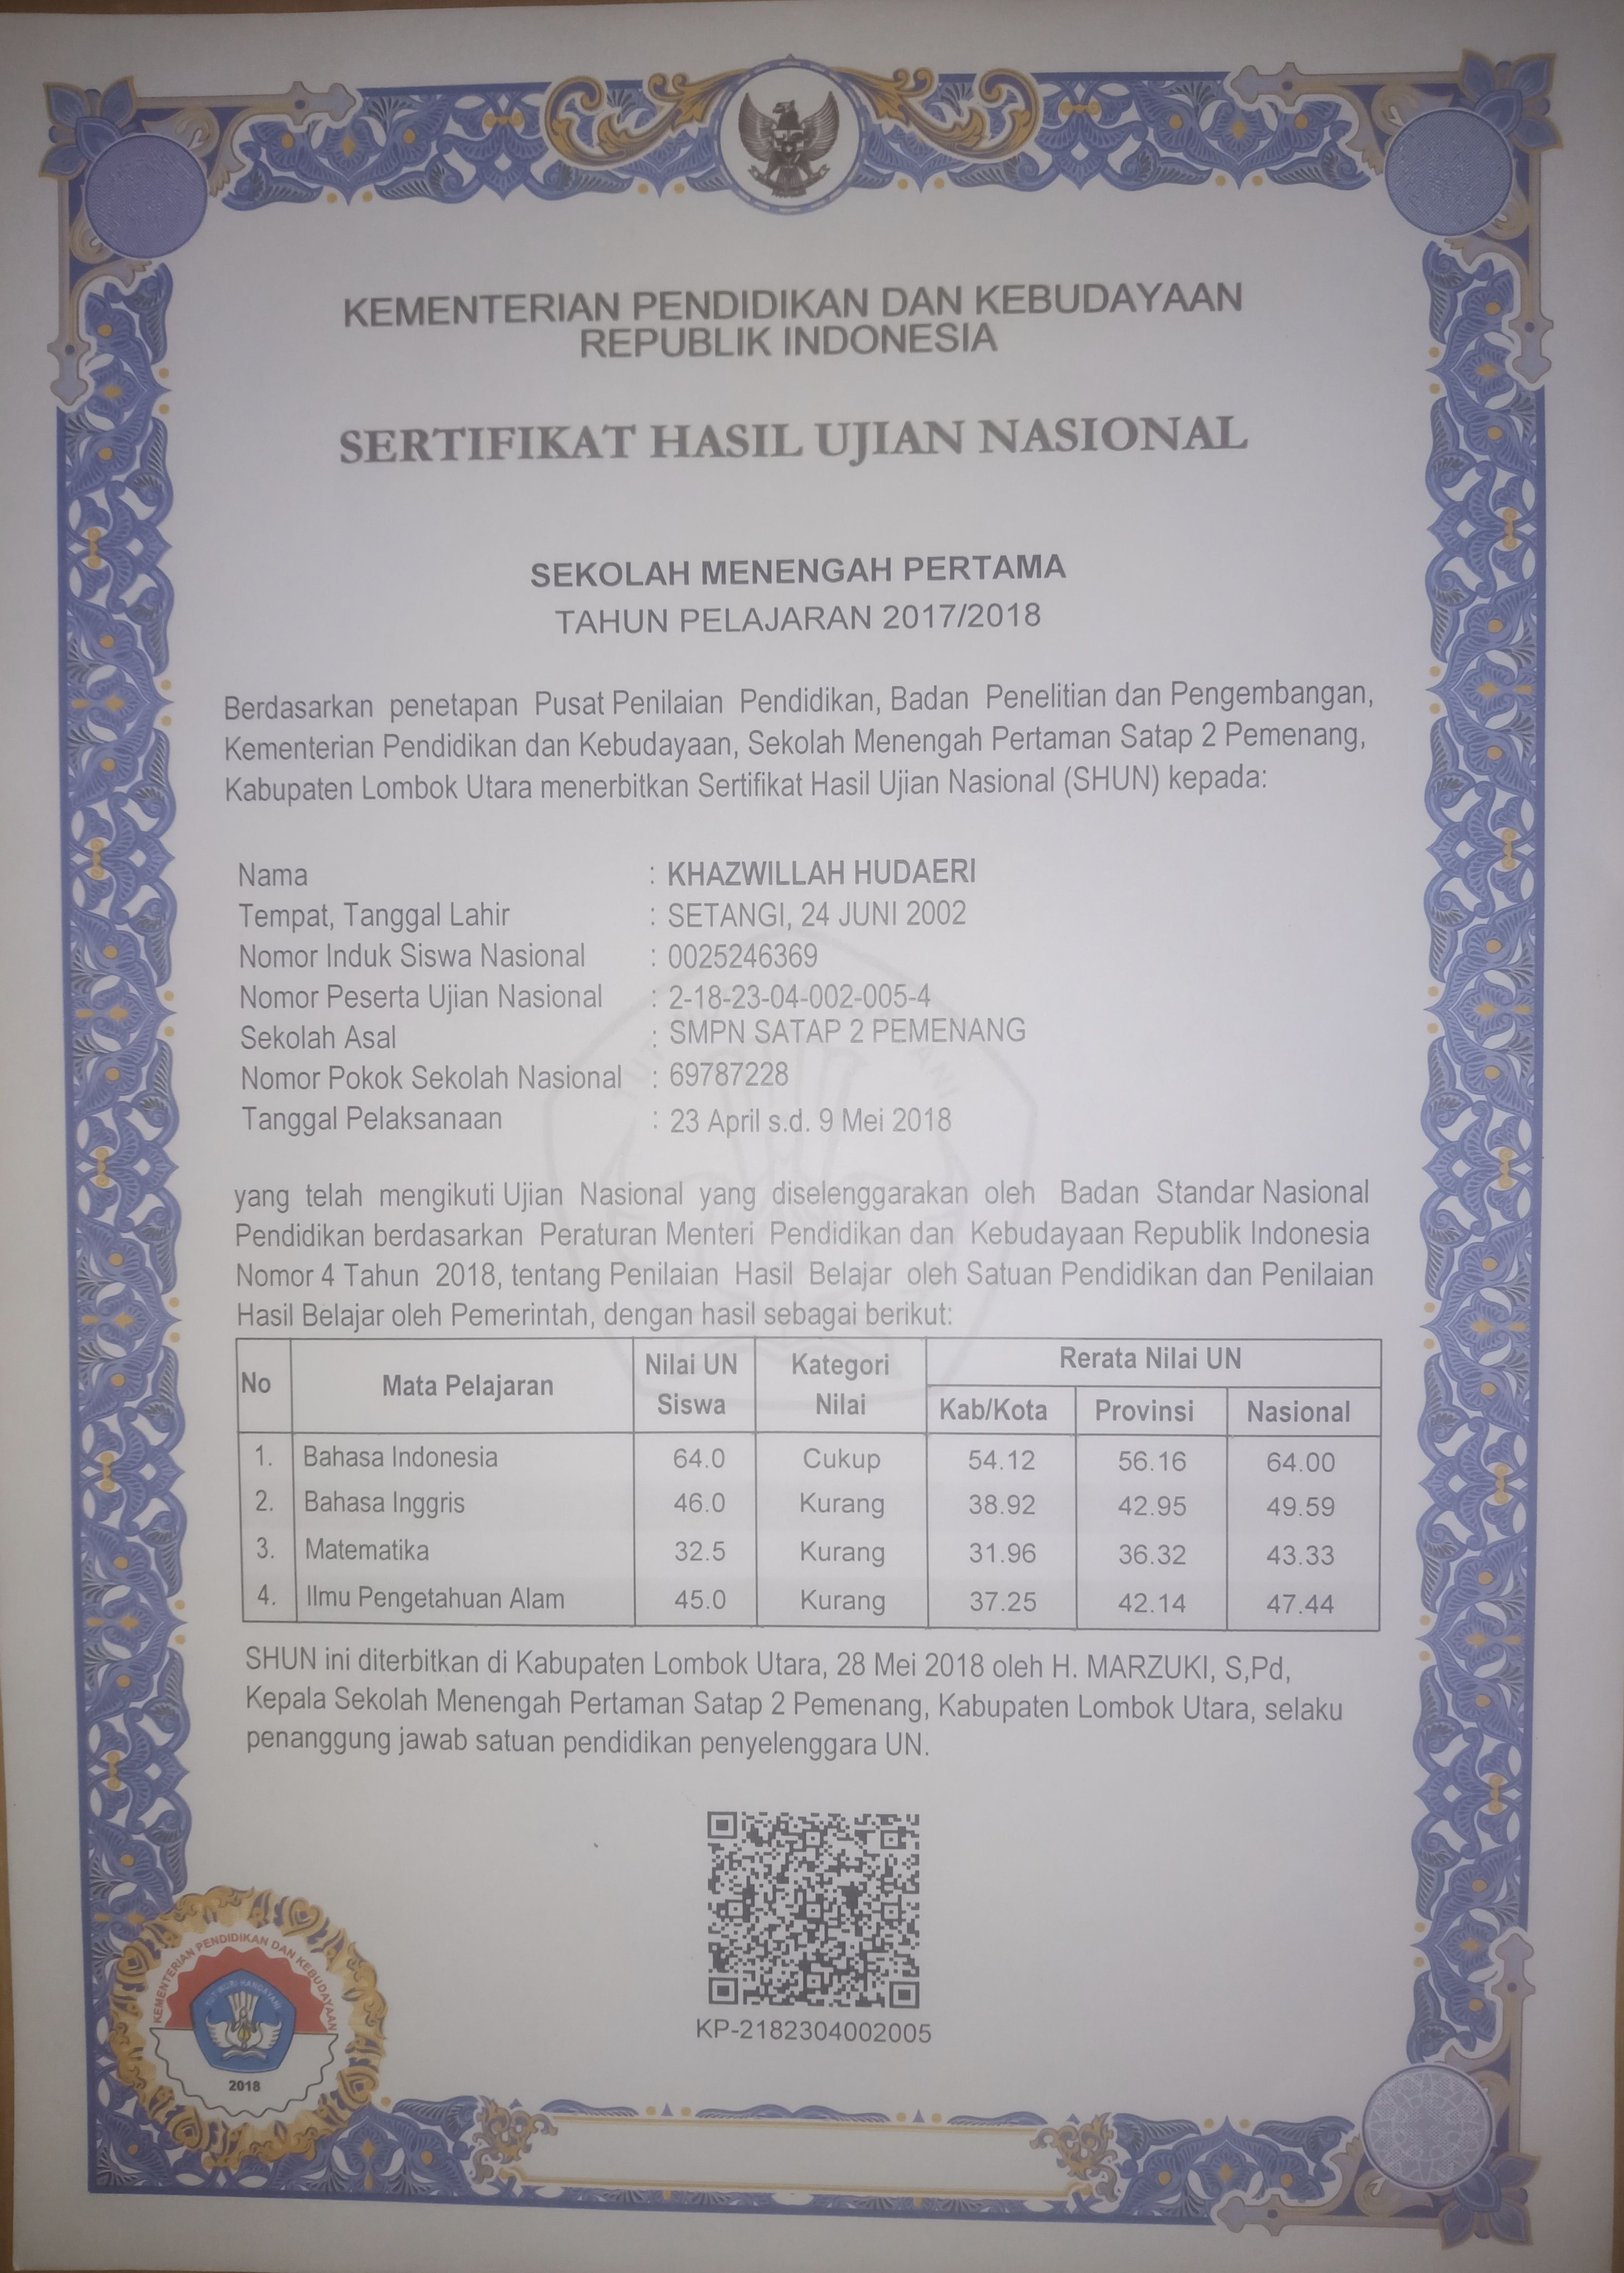 KEMENTERIAN PENDIDIKAN DAN KEBUDAYAAN
REPUBLIK INDONESIA
SERTIFIKAT HASIL UJIAN NASIONAL
SEKOLAH MENENGAH PERTAMA
TAHUN PELAJARAN 2017/2018
Berdasarkan penetapan Pusat Penilaian Pendidikan, Badan Penelitian dan Pengembangan,
Kementerian Pendidikan dan Kebudayaan, Sekolah Menengah Pertaman Satap 2 Pemenang,
Kabupaten Lombok Utara menerbitkan Sertifikat Hasil Ujian Nasional (SHUN) kepada:
Nama : KHAZWILLAH HUDAERI
Tempat, Tanggal Lahir : SETANGI, 24 JUNI 2002
Nomor Induk Siswa Nasional : 0025246369
Nomor Peserta Ujian Nasional : 2-18-23-04-002-005-4
Sekolah Asal : SMPN SATAP 2 PEMENANG
Nomor Pokok Sekolah Nasional : 69787228
Tanggal Pelaksanaan : 23 April s.d. 9 Mei 2018
yang telah mengikuti Ujian Nasional yang diselenggarakan oleh Badan Standar Nasional
Pendidikan berdasarkan Peraturan Menteri Pendidikan dan Kebudayaan Republik Indonesia
Nomor 4 Tahun 2018, tentang Penilaian Hasil Belajar oleh Satuan Pendidikan dan Penilaian
Hasil Belajar oleh Pemerintah, dengan hasil sebagai berikut:
No Mata Pelajaran Nilai UN Siswa Kategori Nilai Rerata Nilai UN
Kab/Kota Provinsi Nasional
1. Bahasa Indonesia 64.0 Cukup 54.12 56.16 64.00
2. Bahasa Inggris 46.0 Kurang 38.92 42.95 49.59
3. Matematika 32.5 Kurang 31.96 36.32 43.33
4. Ilmu Pengetahuan Alam 45.0 Kurang 37.25 42.14 47.44
SHUN ini diterbitkan di Kabupaten Lombok Utara, 28 Mei 2018 oleh H. MARZUKI, S,Pd,
Kepala Sekolah Menengah Pertaman Satap 2 Pemenang, Kabupaten Lombok Utara, selaku
penanggung jawab satuan pendidikan penyelenggara UN.
KP-2182304002005
KEMENTERIAN PENDIDIKAN DAN KEBUDAYAAN
TUT WURI HANDAYANI
2018